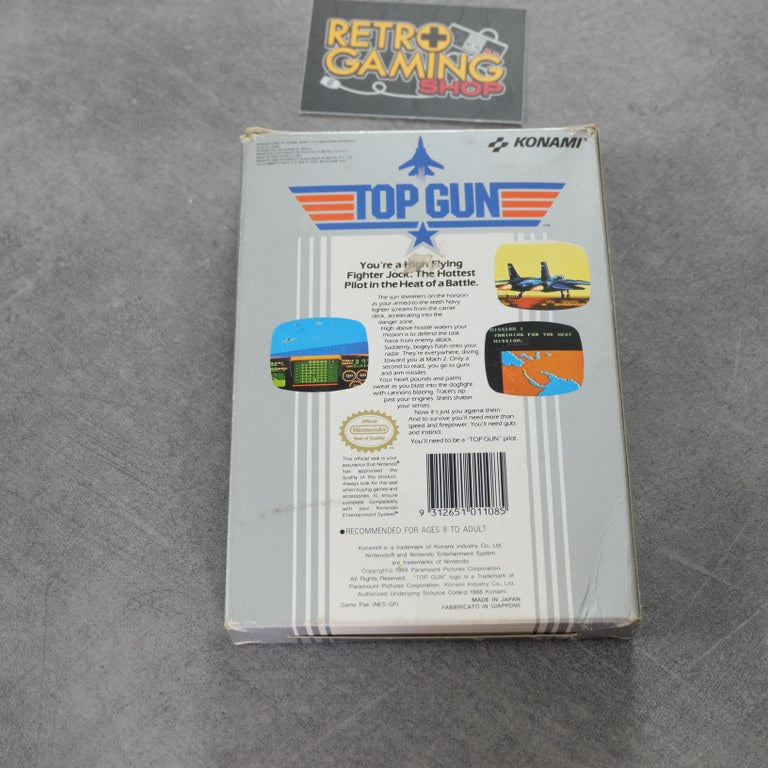 RETRO
GAMING
SHOP
KONAMI®
TOP GUN
TM
You're a High Flying
Fighter Jock. The Hottest
Pilot in the Heat of a Battle.
The sun shimmers on the horizon
as your armed-to-the-teeth Navy
fighter screams from the carrier
deck, accelerating into the
danger zone.
High above hostile waters your
mission is to defend the task
force from enemy attack.
Suddenly, bogeys flash onto your
radar. They're everywhere, diving
toward you at Mach 2. Only a
second to react, you go to guns
and arm missiles.
Your heart pounds and palms
sweat as you blast into the dogfight
with cannons blazing. Tracers zip
past your engines. Shells shatter
your senses.
Now it's just you against them.
And to survive you'll need more than
speed and firepower. You'll need guts
and instinct.
You'll need to be a "TOP GUN" pilot.
MISSION 1
TRAINING FOR THE NEXT
MISSION.
Official
Nintendo
Seal of Quality
This official seal is your
assurance that Nintendo®
has approved the
quality of this product.
Always look for this seal
when buying games and
accessories to ensure
complete compatibility
with your Nintendo
Entertainment System™
9 312651 011085
●RECOMMENDED FOR AGES 8 TO ADULT
Konami® is a trademark of Konami Industry Co., Ltd.
Nintendo® and Nintendo Entertainment System
are trademarks of Nintendo.
Copyright© 1988 Paramount Pictures Corporation.
All Rights Reserved. "TOP GUN" logo is a Trademark of
Paramount Pictures Corporation, Konami Industry Co., Ltd.
Authorized Underlying Scource Code© 1988 Konami.
MADE IN JAPAN
Game Pak (NES-GP) FABBRICATO IN GIAPPONE